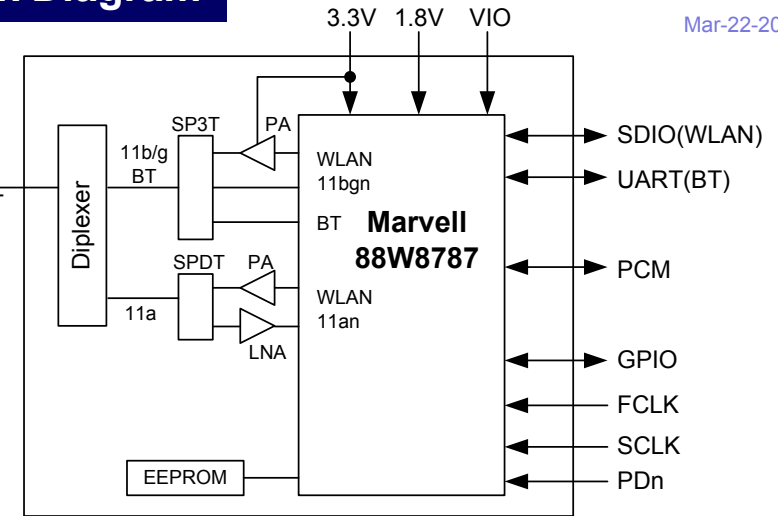 Diagram
Mar-22-20
3.3V 1.8V VIO
SP3T PA
11b/g
BT
WLAN
11bgn
BT
Marvell
88W8787
Diplexer
SPDT PA
WLAN
11an
11a
LNA
EEPROM
SDIO(WLAN)
UART(BT)
PCM
GPIO
FCLK
SCLK
PDn